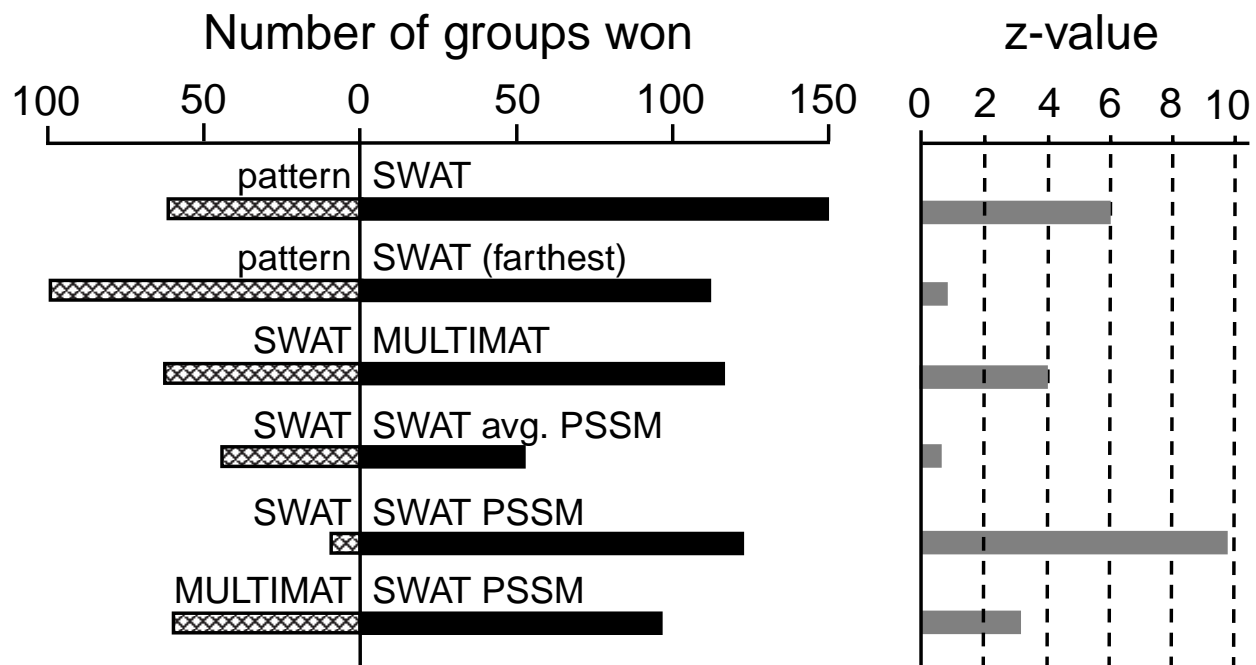 Number of groups won z-value
100 50 0 50 100 150 0 2 4 6 8 10
pattern SWAT
pattern SWAT (farthest)
SWAT MULTIMAT
SWAT SWAT avg. PSSM
SWAT SWAT PSSM
MULTIMAT SWAT PSSM